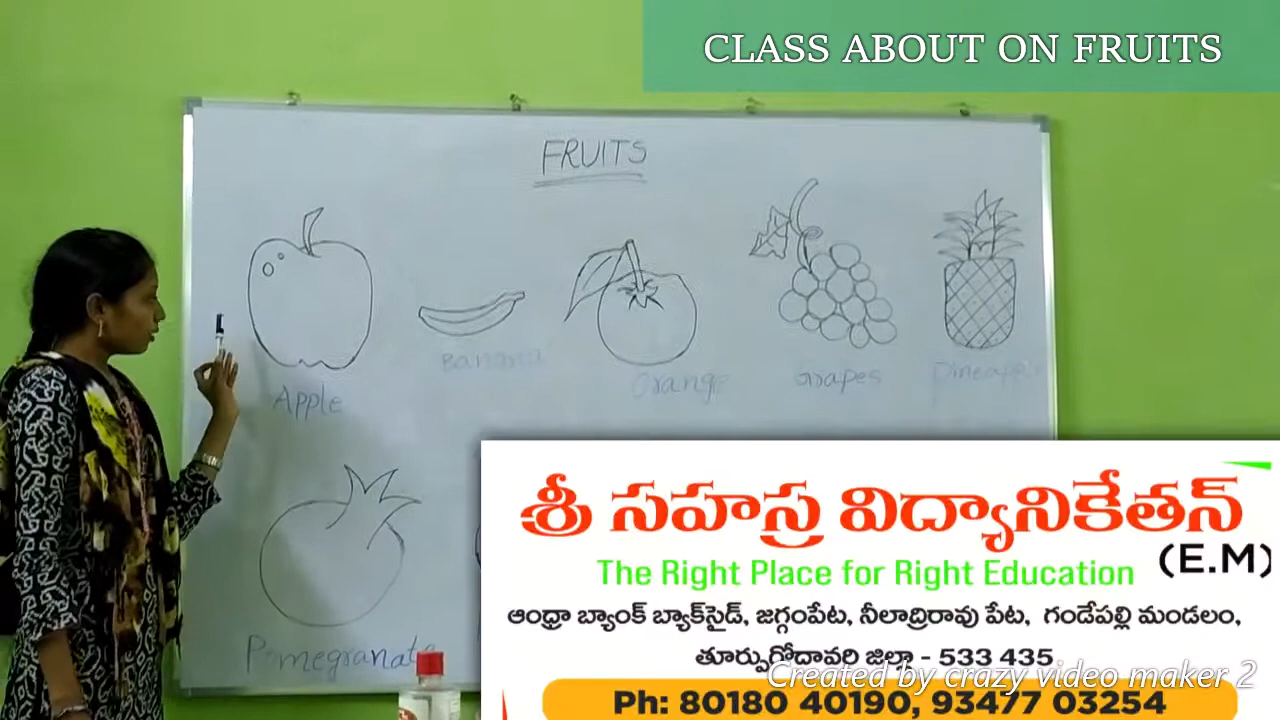 CLASS ABOUT ON FRUITS
FRUITS
Apple
Banana
Orange
Grapes
Pineapple
Pomegranate
శ్రీ సహస్ర విద్యానికేతన్
(E.M)
The Right Place for Right Education
ఆంధ్రా బ్యాంక్ బ్యాక్‌సైడ్, జగ్గంపేట, నీలాద్రిరావు పేట, గండేపల్లి మండలం,
తూర్పుగోదావరి జిల్లా - 533 435
Created by crazy video maker 2
Ph: 80180 40190, 93477 03254